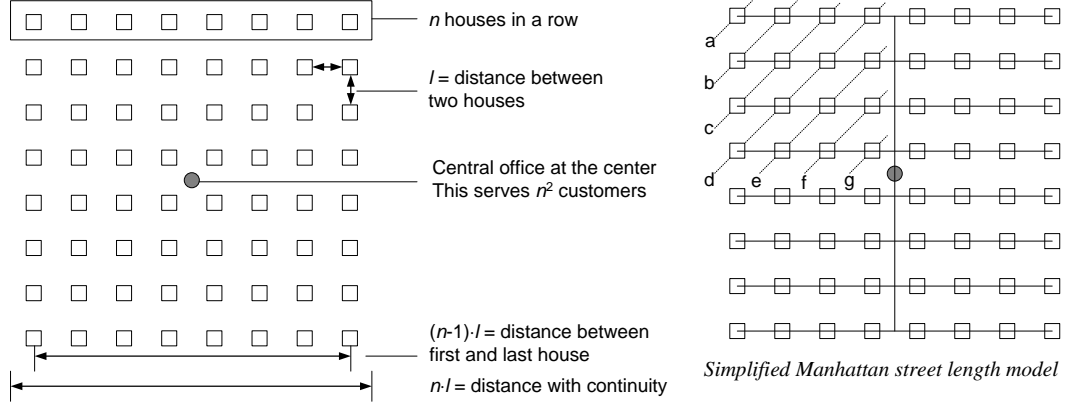 n houses in a row
l = distance between
two houses
Central office at the center
This serves n² customers
(n-1)·l = distance between
first and last house
n·l = distance with continuity
a
b
c
d e f g
Simplified Manhattan street length model